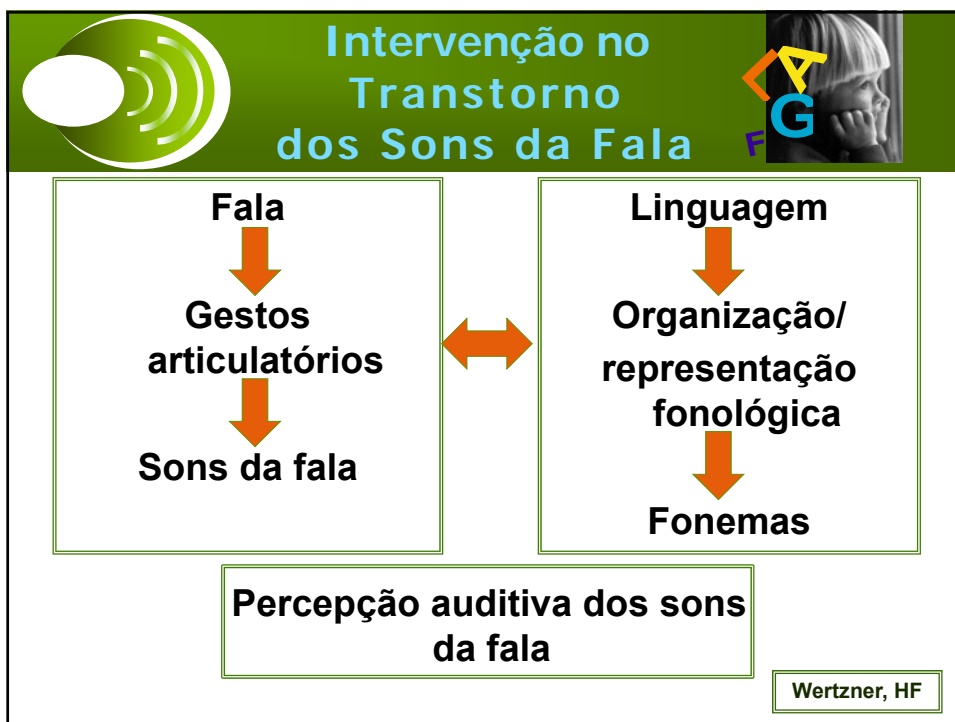 Intervenção no
Transtorno
dos Sons da Fala
L A
G
F
Fala
Gestos
articulatórios
Sons da fala
Linguagem
Organização/
representação
fonológica
Fonemas
Percepção auditiva dos sons
da fala
Wertzner, HF